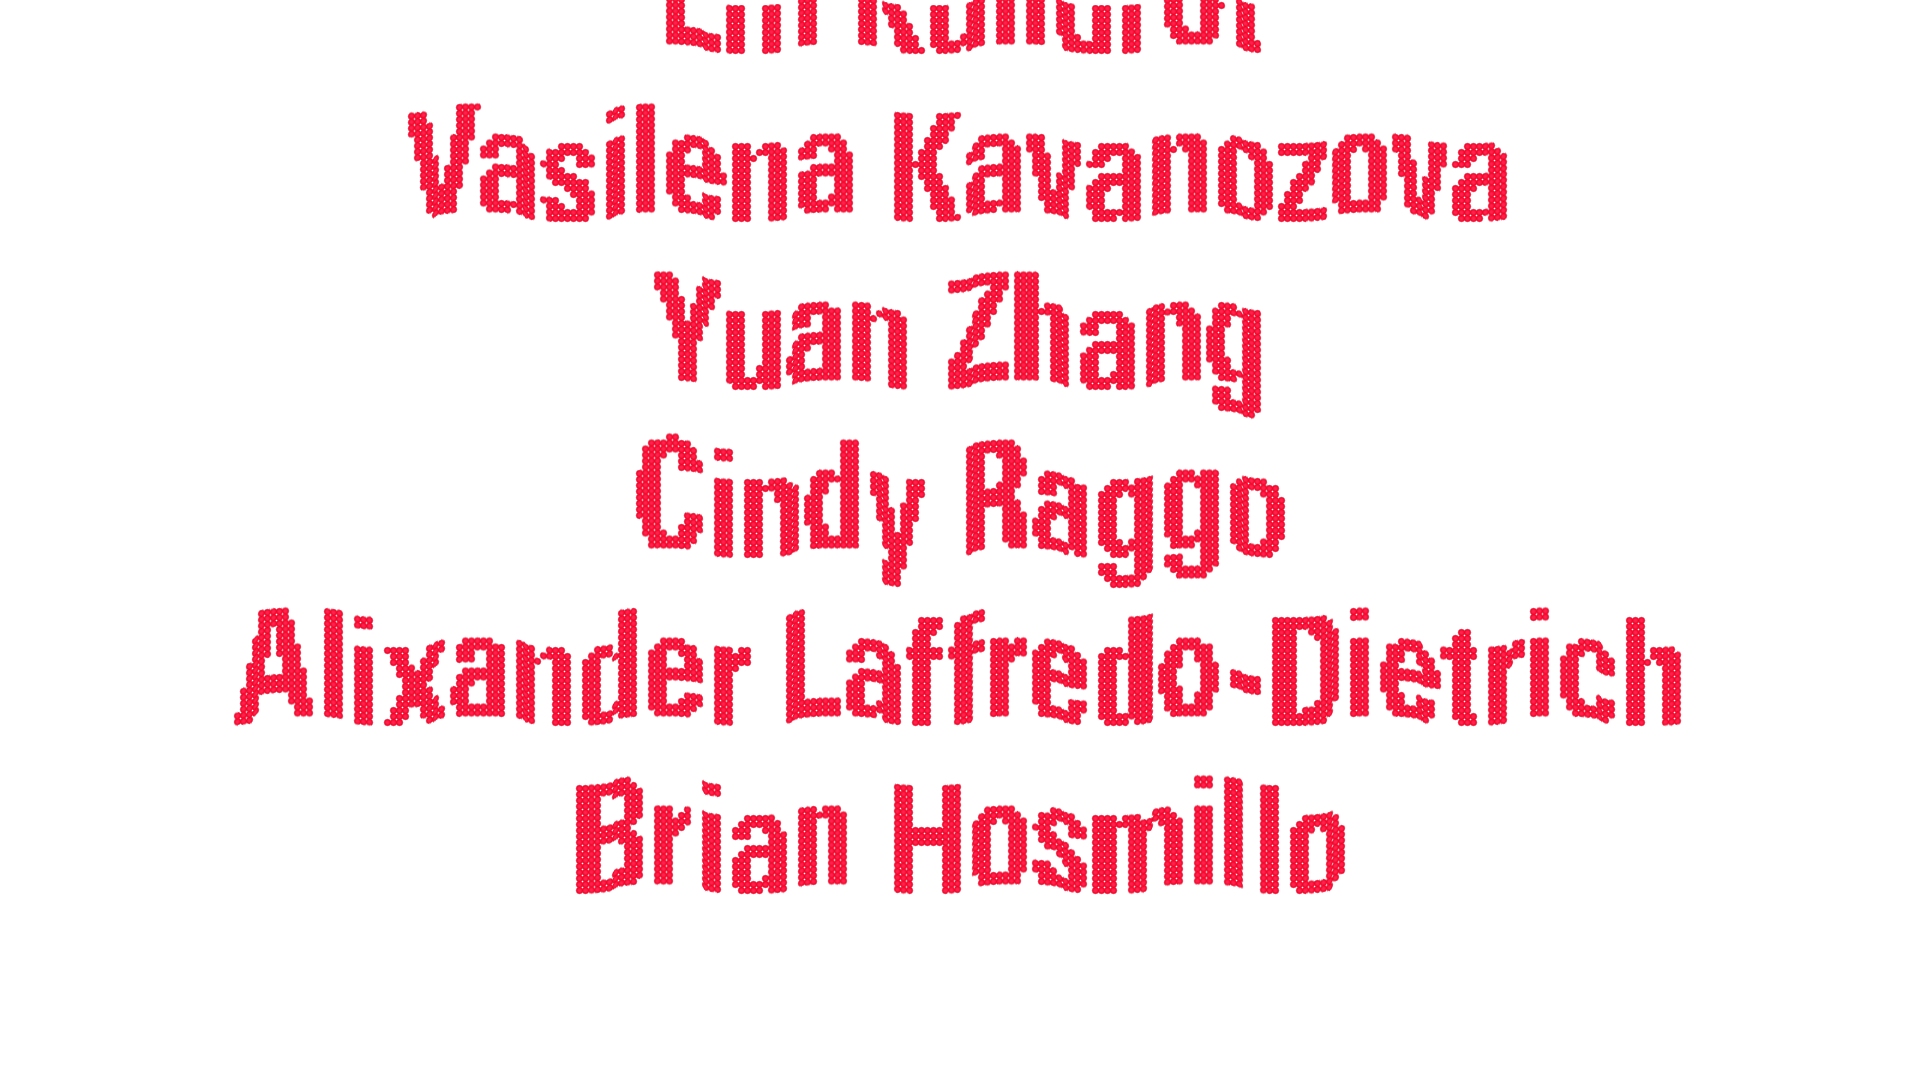 Vasilena Kavanozova
Yuan Zhang
Cindy Raggo
Alixander Laffredo-Dietrich
Brian Hosmillo